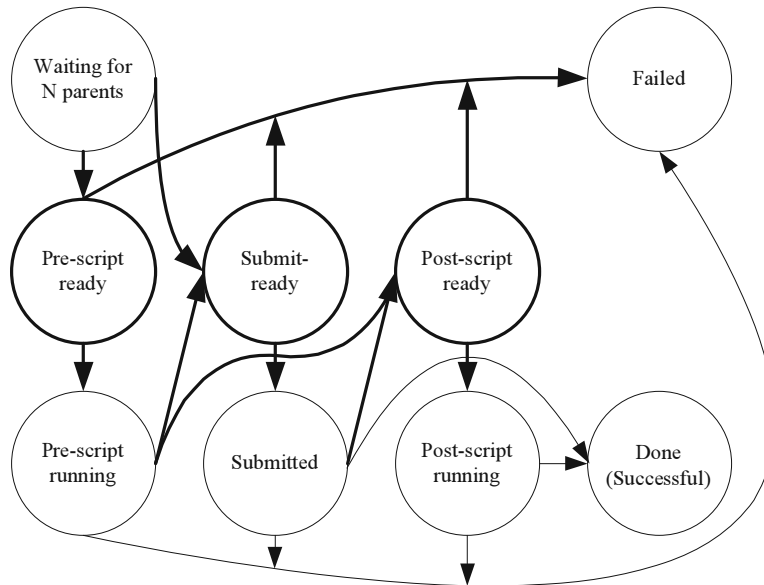 Waiting for
N parents
Failed
Pre-script
ready
Submit-
ready
Post-script
ready
Pre-script
running
Submitted
Post-script
running
Done
(Successful)